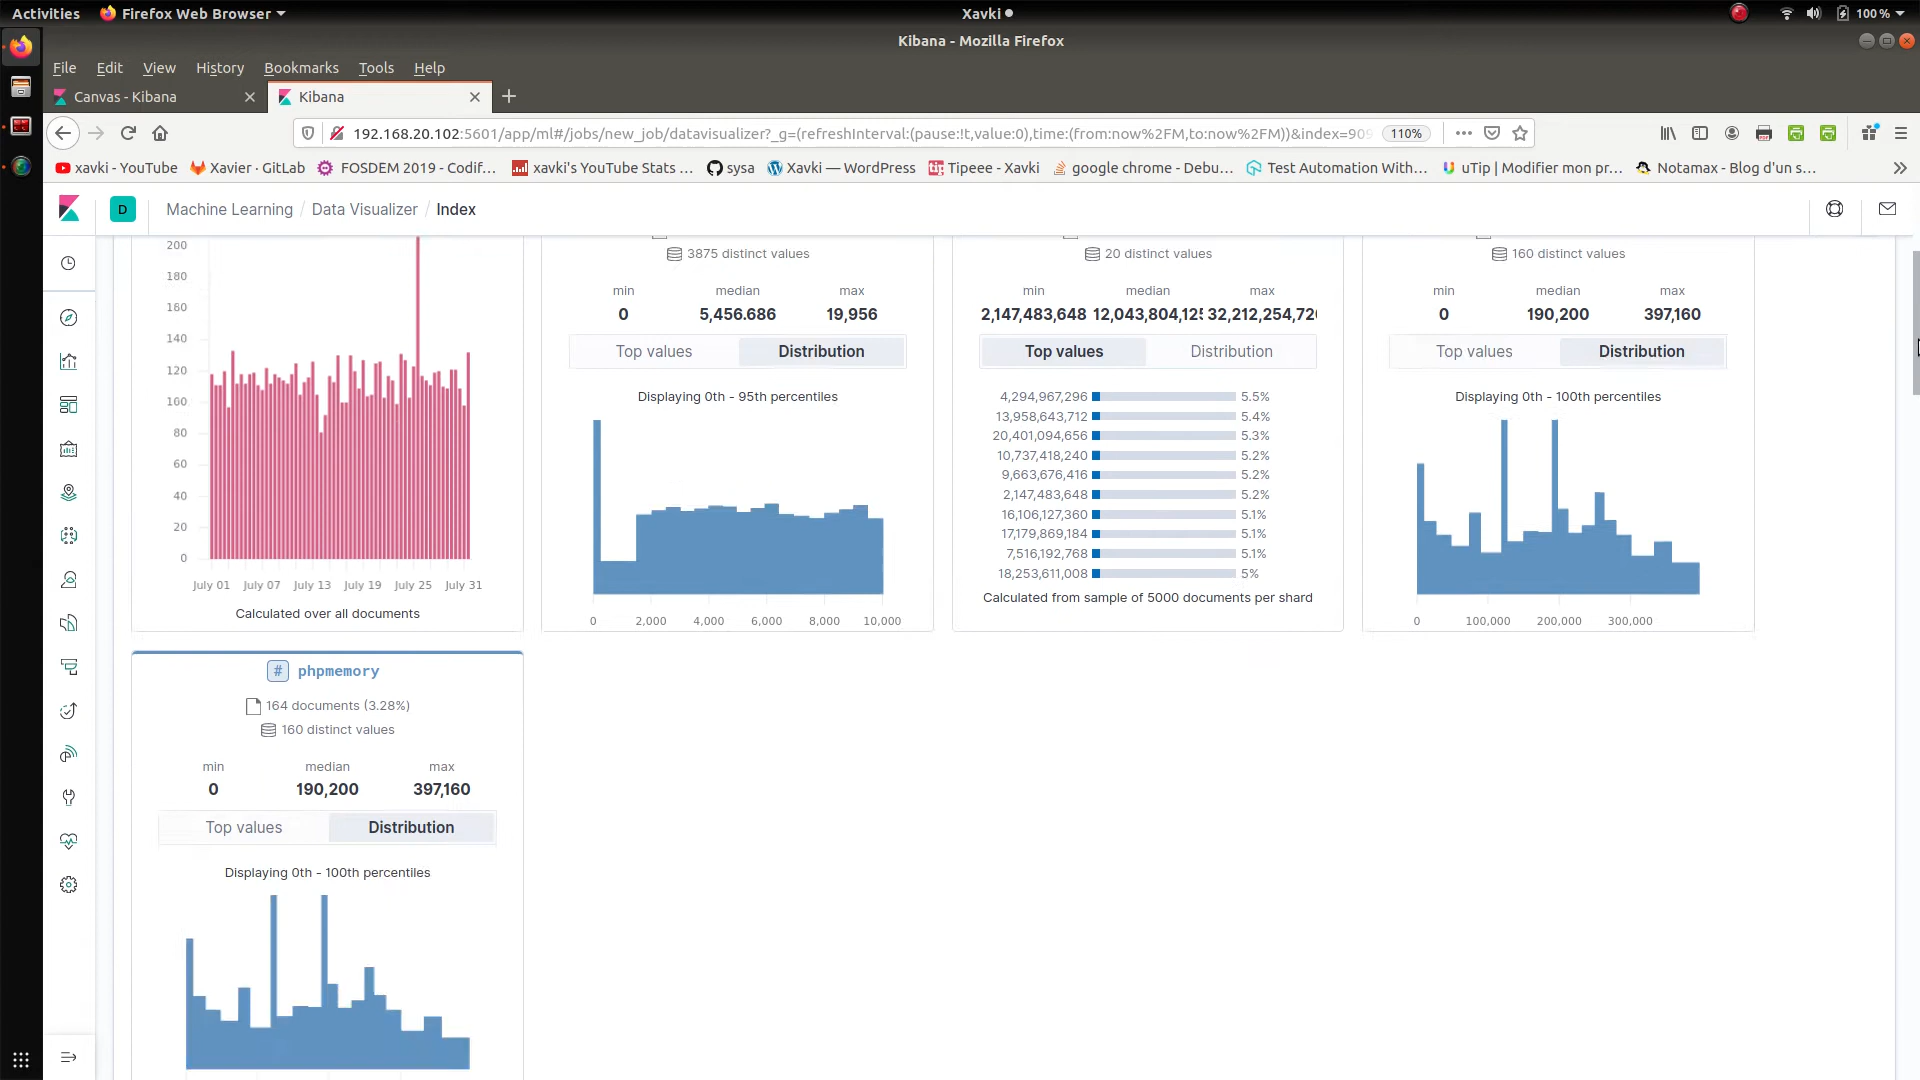 Activities
Firefox Web Browser
Xavki
100 %
Kibana - Mozilla Firefox
File Edit View History Bookmarks Tools Help
Canvas - Kibana
Kibana
192.168.20.102:5601/app/ml#/jobs/new_job/datavisualizer?_g=(refreshInterval:(pause:!t,value:0),time:(from:now%2FM,to:now%2FM))&index=909
110%
xavki - YouTube
Xavier · GitLab
FOSDEM 2019 - Codif…
xavki's YouTube Stats …
sysa
Xavki — WordPress
Tipeee - Xavki
google chrome - Debu…
Test Automation With…
uTip | Modifier mon pr…
Notamax - Blog d'un s…
D
Machine Learning / Data Visualizer / Index
200
180
160
140
120
100
80
60
40
20
0
July 01 July 07 July 13 July 19 July 25 July 31
Calculated over all documents
3875 distinct values
min median max
0 5,456.686 19,956
Top values Distribution
Displaying 0th - 95th percentiles
0 2,000 4,000 6,000 8,000 10,000
20 distinct values
min median max
2,147,483,648 12,043,804,12 32,212,254,72
Top values Distribution
4,294,967,296 5.5%
13,958,643,712 5.4%
20,401,094,656 5.3%
10,737,418,240 5.2%
9,663,676,416 5.2%
2,147,483,648 5.2%
16,106,127,360 5.1%
17,179,869,184 5.1%
7,516,192,768 5.1%
18,253,611,008 5%
Calculated from sample of 5000 documents per shard
160 distinct values
min median max
0 190,200 397,160
Top values Distribution
Displaying 0th - 100th percentiles
0 100,000 200,000 300,000
# phpmemory
164 documents (3.28%)
160 distinct values
min median max
0 190,200 397,160
Top values Distribution
Displaying 0th - 100th percentiles